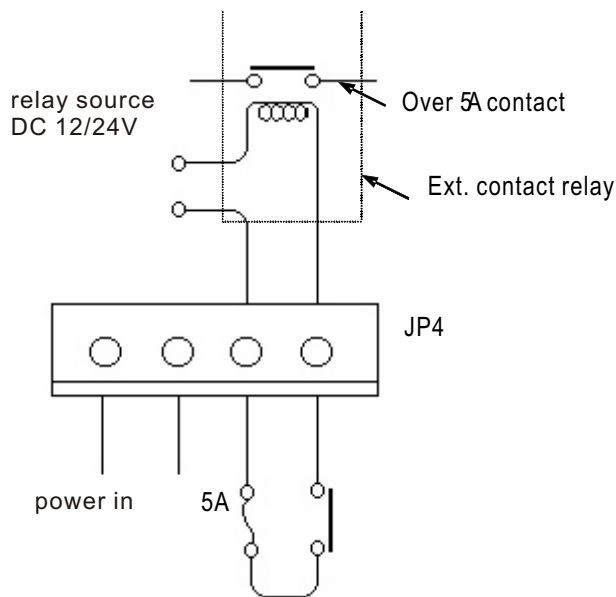 relay source
DC 12/24V
Over 5A contact
Ext. contact relay
JP4
power in
5A